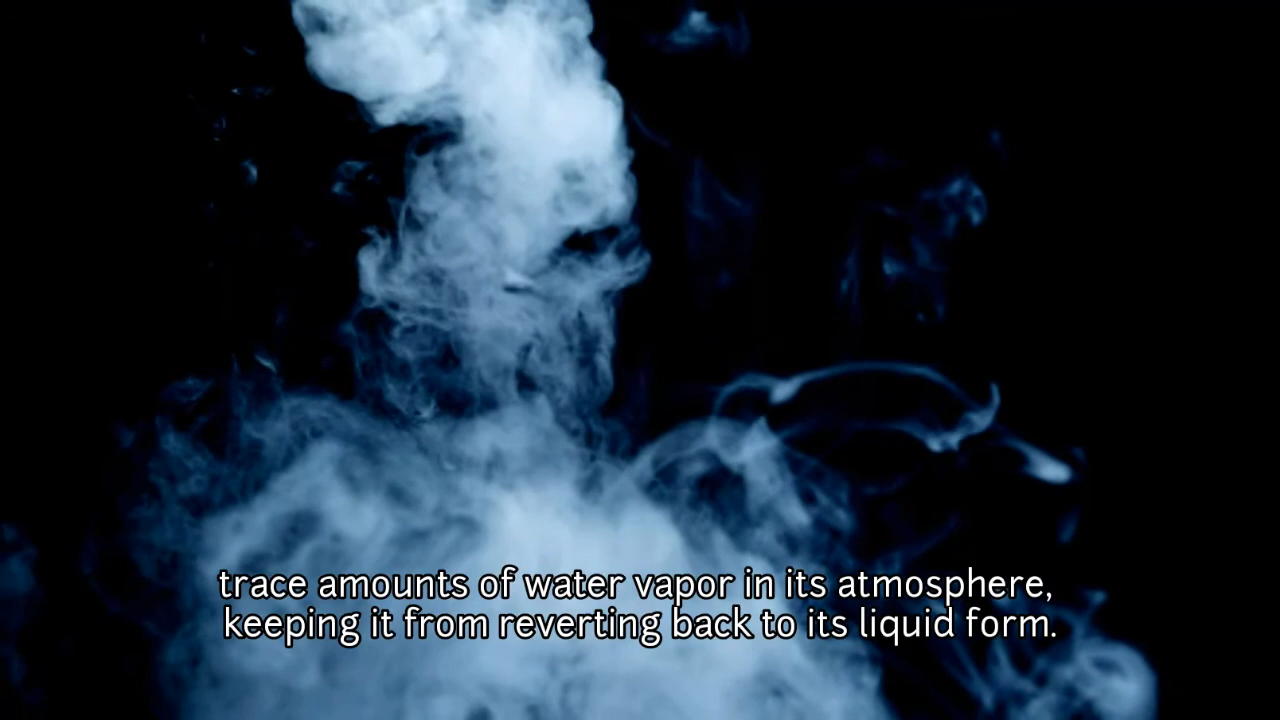 trace amounts of water vapor in its atmosphere,
keeping it from reverting back to its liquid form.